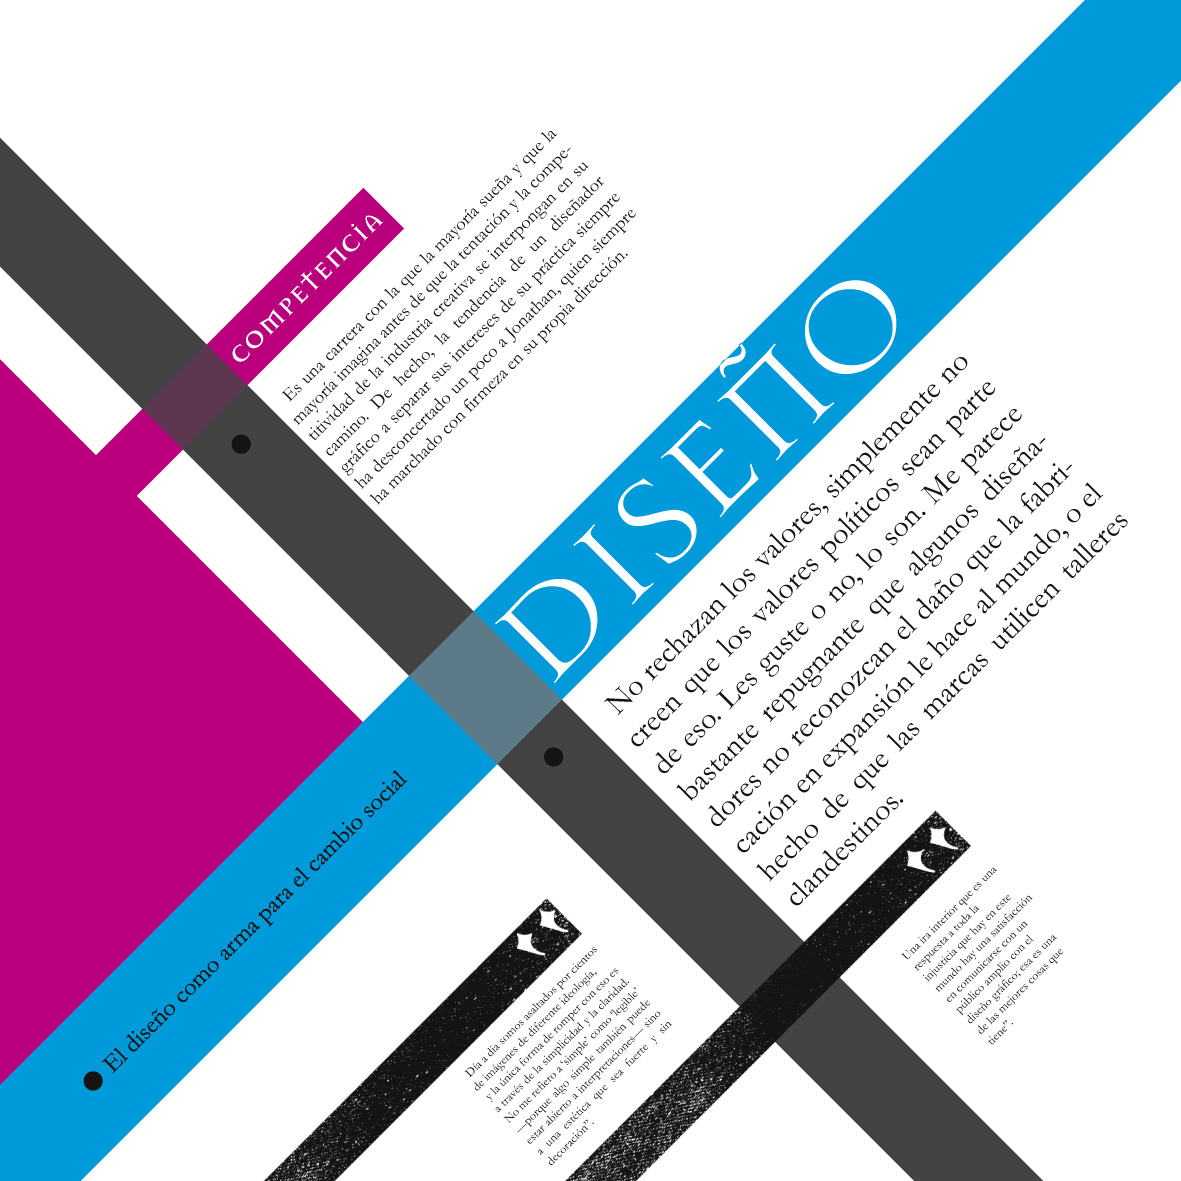 COMPETENCIA
Es una carrera con la que la mayoría sueña y que la
mayoría imagina antes de que la tentación y la compe-
titividad de la industria creativa se interpongan en su
camino. De hecho, la tendencia de un diseñador
gráfico a separar sus intereses de su práctica siempre
ha desconcertado un poco a Jonathan, quien siempre
ha marchado con firmeza en su propia dirección.
DISEÑO
El diseño como arma para el cambio social
No rechazan los valores, simplemente no
creen que los valores políticos sean parte
de eso. Les guste o no, lo son. Me parece
bastante repugnante que algunos diseña-
dores no reconozcan el daño que la fabri-
cación en expansión le hace al mundo, o el
hecho de que las marcas utilicen talleres
clandestinos.
“
Día a día somos asaltados por cientos
de imágenes de diferente ideología,
y la única forma de romper con eso es
a través de la simplicidad y la claridad.
No me refiero a ‘simple’ como ‘legible’
—porque algo simple también puede
estar abierto a interpretaciones— sino
a una estética que sea fuerte y sin
decoración”.
“
Una ira interior que es una
respuesta a toda la
injusticia que hay en este
mundo hay una satisfacción
en comunicarse con un
público amplio con el
diseño gráfico; esa es una
de las mejores cosas que
tiene”.